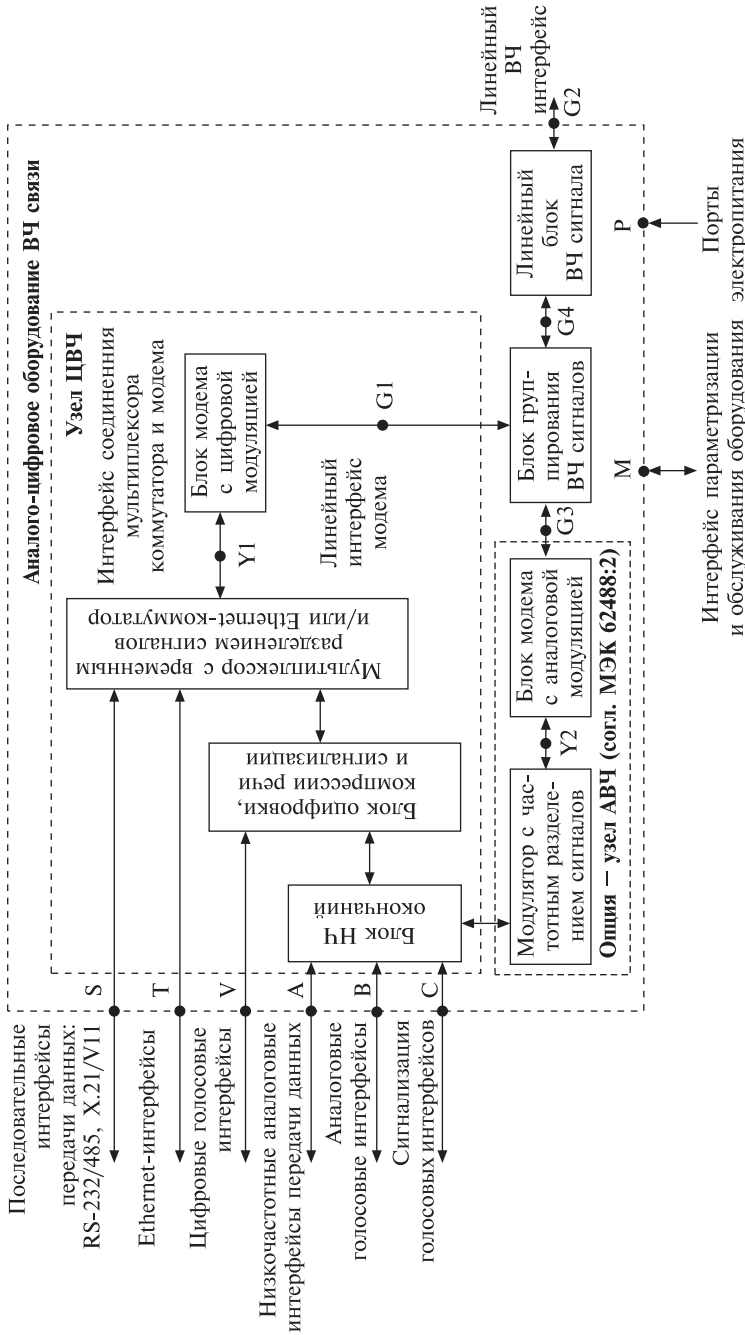 Аналого-цифровое оборудование ВЧ связи
Последовательные
интерфейсы
передачи данных:
RS-232/485, X.21/V11
S
Ethernet-интерфейсы
T
Цифровые голосовые
интерфейсы
V
Низкочастотные аналоговые
интерфейсы передачи данных
A
Аналоговые
голосовые интерфейсы
B
Сигнализация
голосовых интерфейсов
C
Узел ЦВЧ
Блок НЧ
окончаний
Блок оцифровки,
компрессии речи
и сигнализации
Мультиплексор с временным
разделением сигналов
и/или Ethernet-коммутатор
Интерфейс соединенния
мультиплексора
коммутатора и модема
Y1
Блок модема
с цифровой
модуляцией
Линейный
интерфейс
модема
G1
Модулятор с час-
тотным разделе-
нием сигналов
Y2
Блок модема
с аналоговой
модуляцией
Опция — узел АВЧ (согл. МЭК 62488:2)
G3
Блок груп-
пирования
ВЧ сигналов
G4
Линейный
блок
ВЧ сигнала
Линейный
ВЧ
интерфейс
G2
M
Интерфейс параметризации
и обслуживания оборудования
P
Порты
электропитания